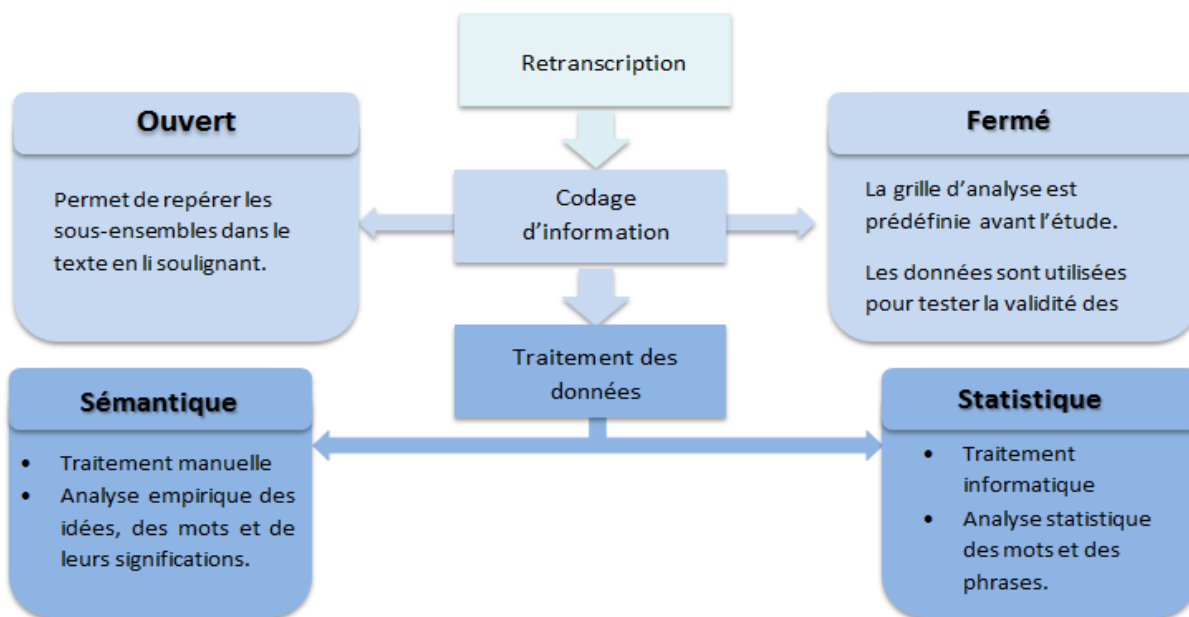 Retranscription
Ouvert
Permet de repérer les
sous-ensembles dans le
texte en li soulignant.
Codage
d’information
Fermé
La grille d’analyse est
prédéfinie avant l’étude.
Les données sont utilisées
pour tester la validité des
Traitement des
données
Sémantique
• Traitement manuelle
• Analyse empirique des
idées, des mots et de
leurs significations.
Statistique
• Traitement
informatique
• Analyse statistique
des mots et des
phrases.